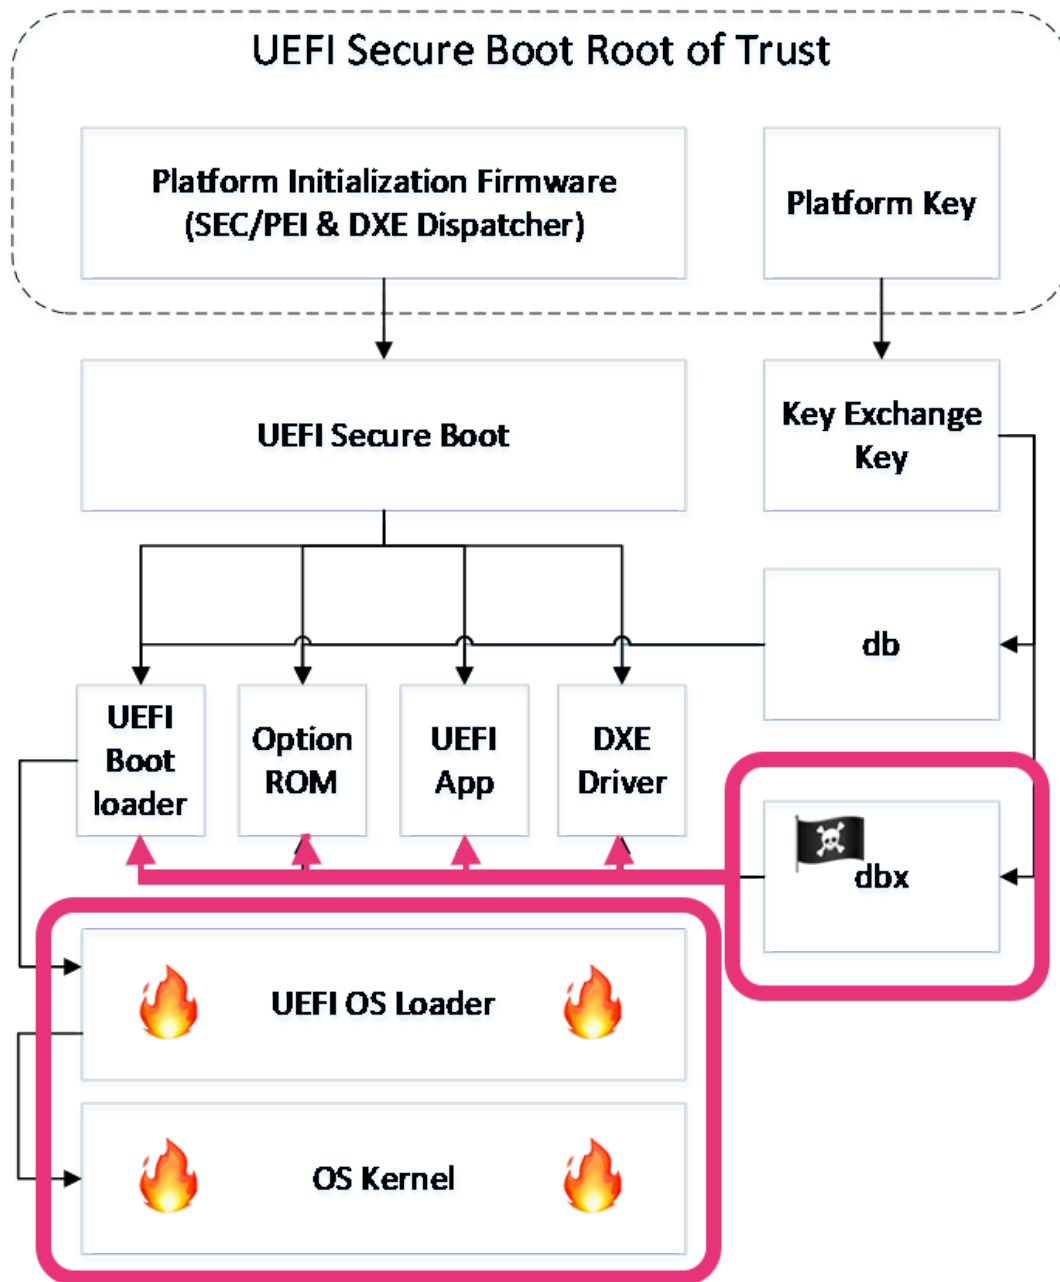 UEFI Secure Boot Root of Trust
Platform Initialization Firmware
(SEC/PEI & DXE Dispatcher)
Platform Key
UEFI Secure Boot
Key Exchange
Key
db
UEFI
Boot
loader
Option
ROM
UEFI
App
DXE
Driver
dbx
UEFI OS Loader
OS Kernel